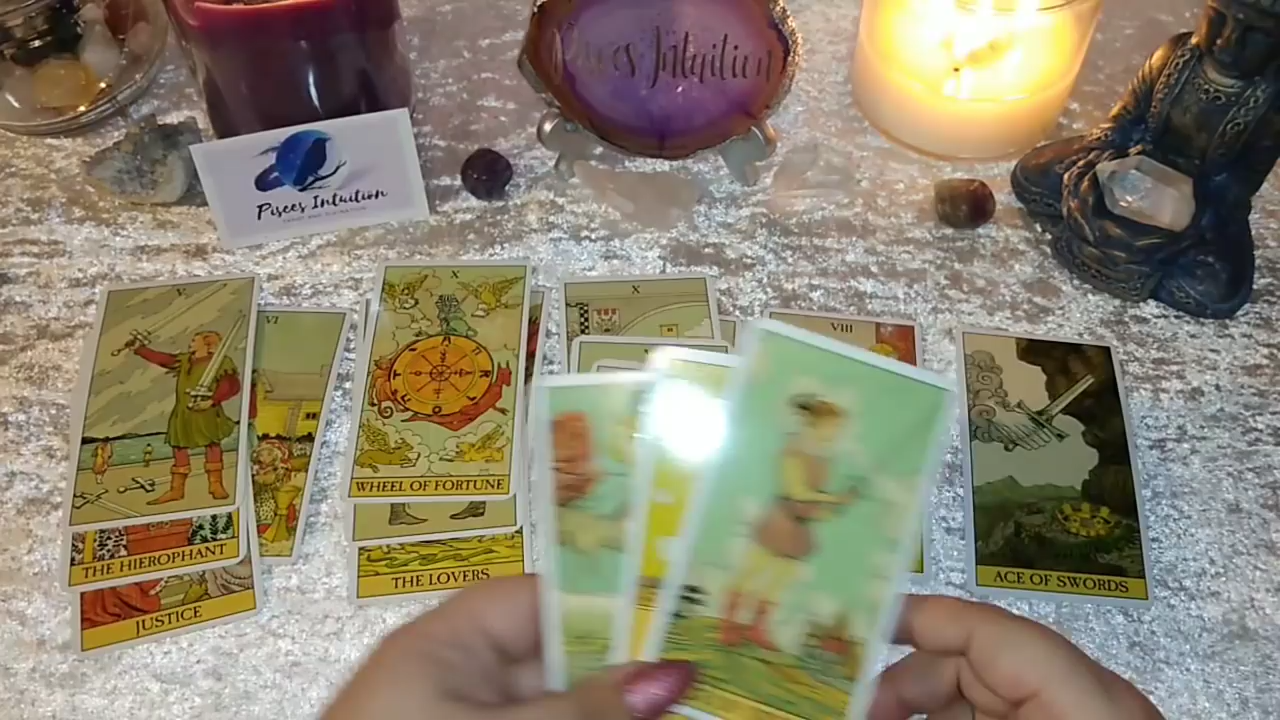 Pisces Intuition
Pisces Intuition
V
VI
X
X
VIII
WHEEL OF FORTUNE
THE HIEROPHANT
THE LOVERS
JUSTICE
ACE OF SWORDS